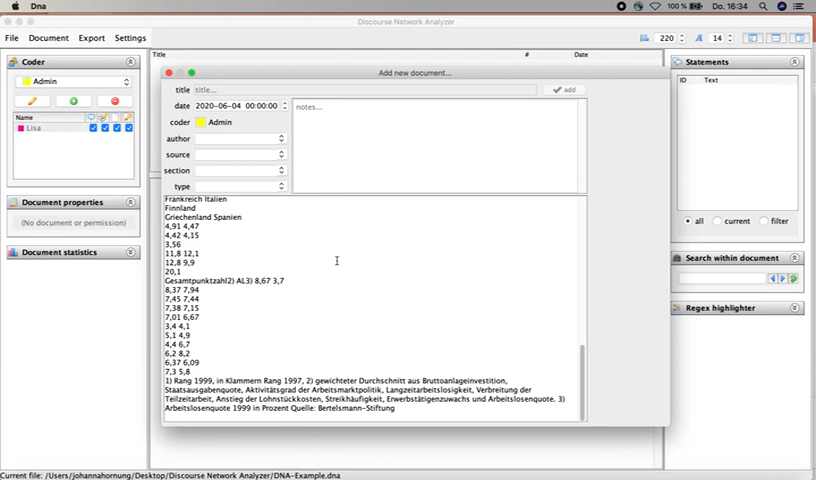 Dna
100 %
Do. 16:34
Discourse Network Analyzer
File Document Export Settings
220
14
Coder
Admin
Name
Lisa
Document properties
(No document or permission)
Document statistics
Title # Date
Add new document...
title title... add
date 2020-06-04 00:00:00 notes...
coder Admin
author
source
section
type
Frankreich Italien
Finnland
Griechenland Spanien
4,91 4,47
4,42 4,15
3,56
11,8 12,1
12,8 9,9
20,1
Gesamtpunktzahl2) AL3) 8,67 3,7
8,37 7,94
7,45 7,44
7,38 7,15
7,01 6,67
3,4 4,1
5,1 4,9
4,4 6,7
6,2 8,2
6,37 6,09
7,3 5,8
1) Rang 1999, in Klammern Rang 1997, 2) gewichteter Durchschnitt aus Bruttoanlageinvestition,
Staatsausgabenquote, Aktivitätsgrad der Arbeitsmarktpolitik, Langzeitarbeitslosigkeit, Verbreitung der
Teilzeitarbeit, Anstieg der Lohnstückkosten, Streikhäufigkeit, Erwerbstätigenzuwachs und Arbeitslosenquote. 3)
Arbeitslosenquote 1999 in Prozent Quelle: Bertelsmann-Stiftung
Statements
ID Text
all current filter
Search within document
Regex highlighter
Current file: /Users/johannahornung/Desktop/Discourse Network Analyzer/DNA-Example.dna